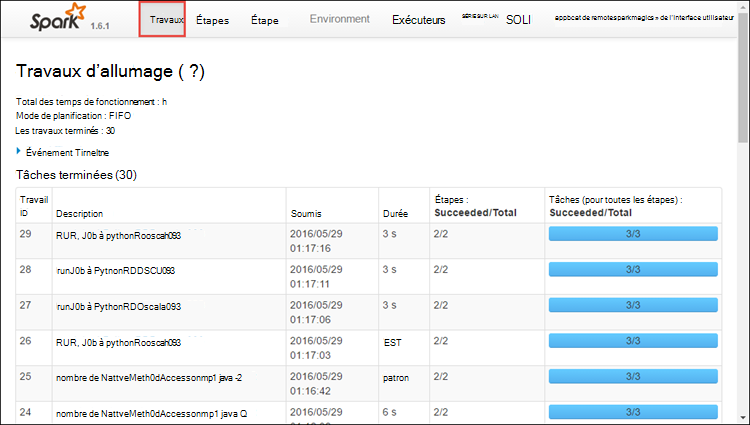 Spark 1.6.1 Travaux Étapes Étape Environment Exécuteurs SÉRIE SUR LAN SOLI appbcat de remotesparkmagics » de l'interface utilisateur
Travaux d'allumage ( ?)
Total des temps de fonctionnement : h
Mode de planification : FIFO
Les travaux terminés : 30
Événement Tirneltre
Tâches terminées (30)
Travail ID Description Soumis Durée Étapes : Succeeded/Total Tâches (pour toutes les étapes) : Succeeded/Total
29 RUR, J0b à pythonRooscah093 2016/05/29 01:17:16 3 s 2/2 3/3
28 runJ0b à PytnonRDDSCU093 2016/05/29 01:17:11 3 s 2/2 3/3
27 runJ0b à PytnonRDOscala093 2016/05/29 01:17:06 3 s 2/2 3/3
26 RUR, J0b à pythonRooscah093 2016/05/29 01:17:03 EST 2/2 3/3
25 nombre de NattveMeth0dAccessonmp1 java -2 2016/05/29 01:16:42 patron 2/2 3/3
24 nombre de NattveMeth0dAccessonmp1 java Q 2016/05/29 6 s 2/2 3/3